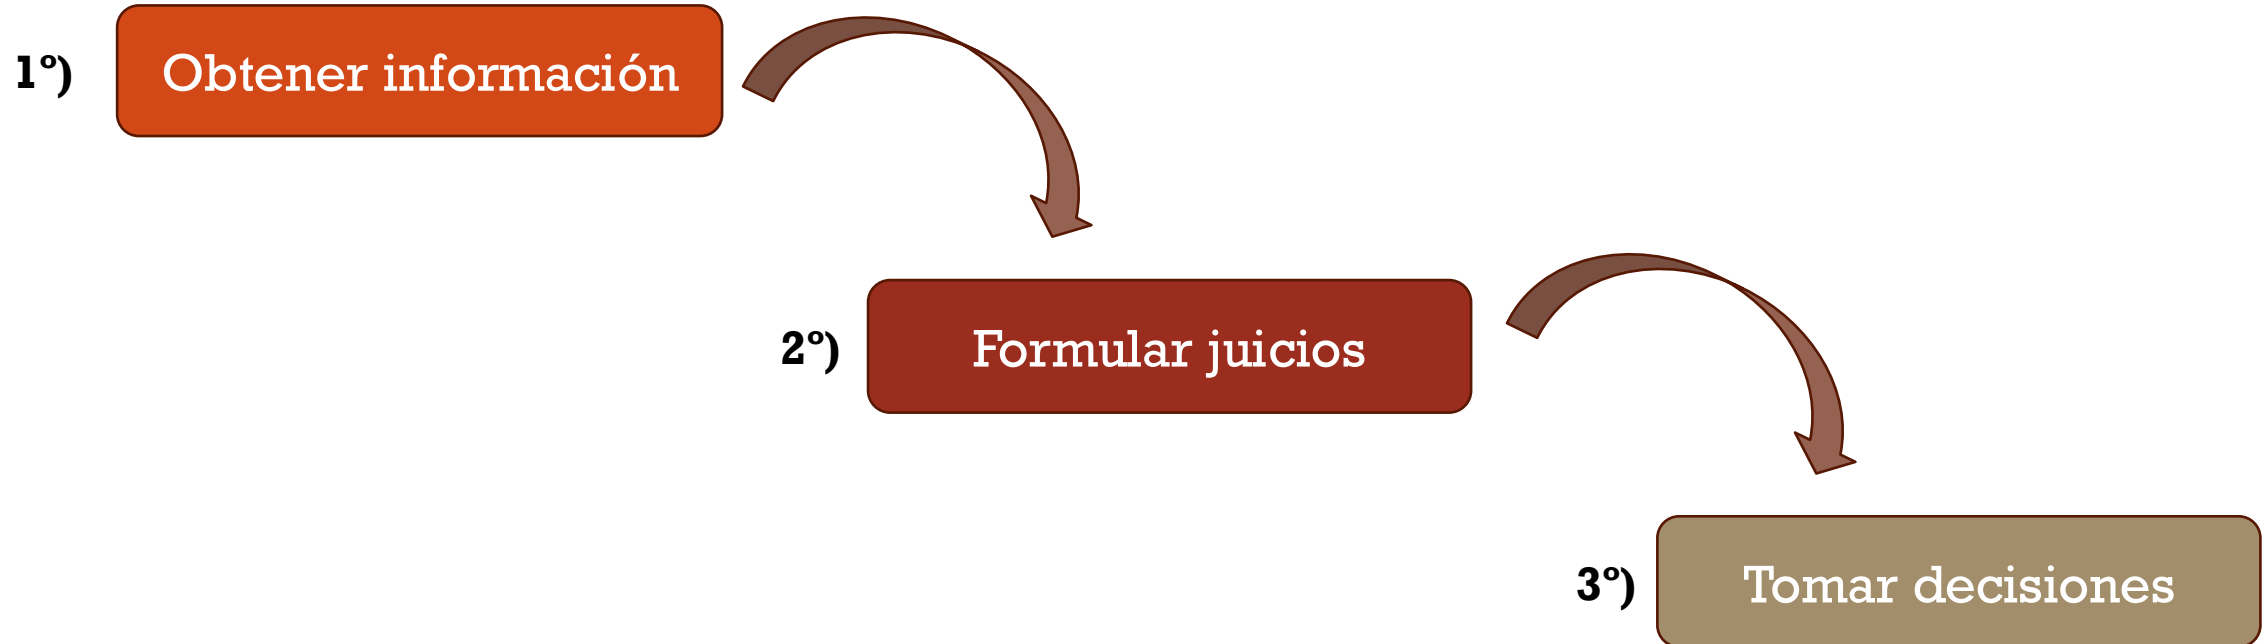 1º) Obtener información
2º) Formular juicios
3º) Tomar decisiones